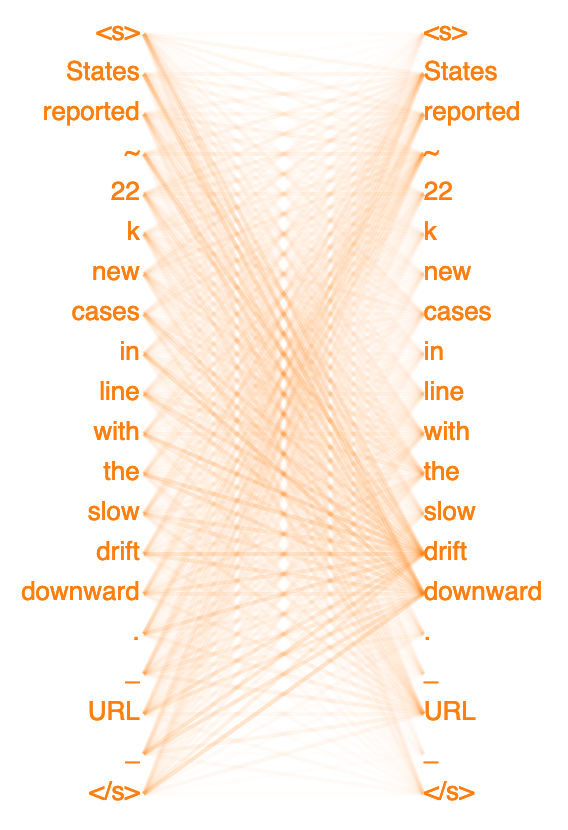 <s> <s>
States States
reported reported
~ ~
22 22
k k
new new
cases cases
in in
line line
with with
the the
slow slow
drift drift
downward downward
. .
_ _
URL URL
_ _
</s> </s>